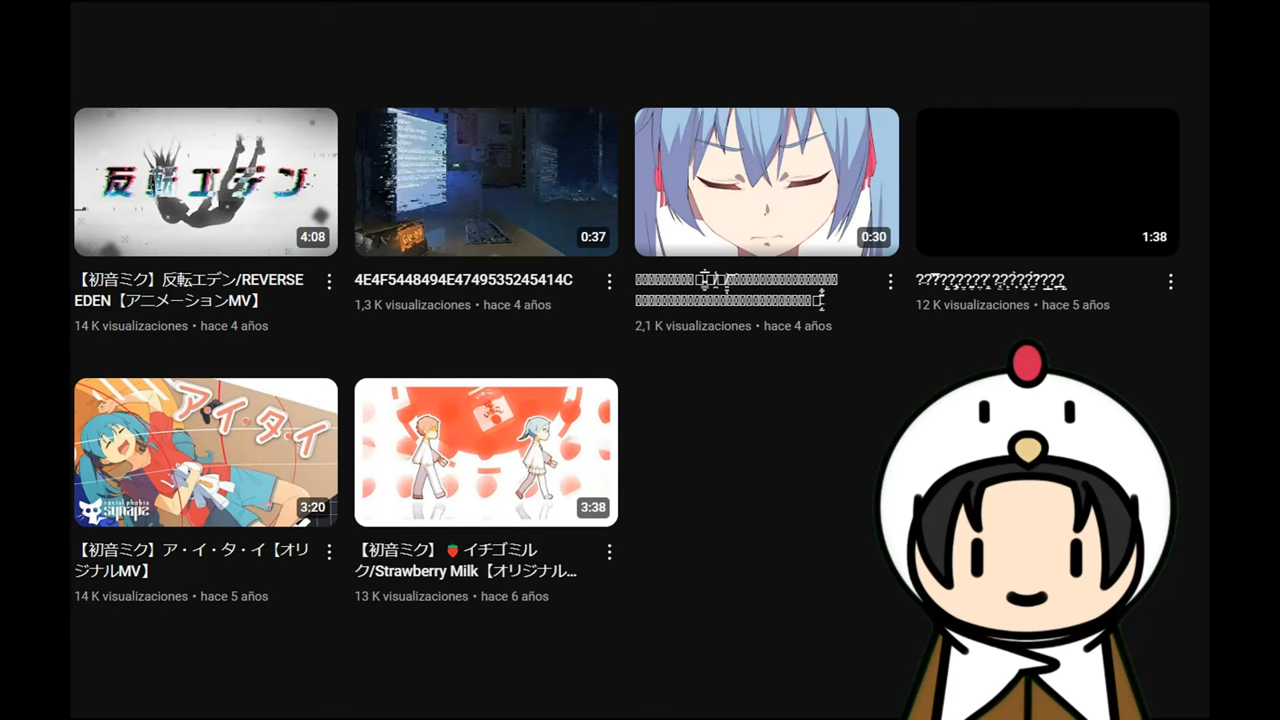 反転エデン
4:08
0:37
0:30
1:38
【初音ミク】反転エデン/REVERSE
EDEN【アニメーションMV】
14 K visualizaciones • hace 4 años
4E4F5448494E4749535245414C
1,3 K visualizaciones • hace 4 años
2,1 K visualizaciones • hace 4 años
????????? ?????????
12 K visualizaciones • hace 5 años
ア・イ・タ・イ
social phobia
synapz
3:20
3:38
【初音ミク】ア・イ・タ・イ【オリ
ジナルMV】
14 K visualizaciones • hace 5 años
【初音ミク】 🍓 イチゴミル
ク/Strawberry Milk【オリジナル...
13 K visualizaciones • hace 6 años